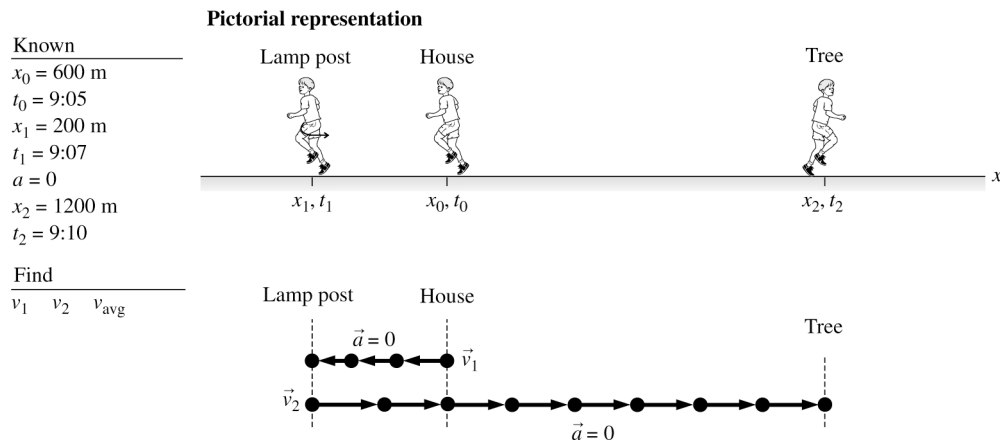 Pictorial representation
Known
x₀ = 600 m
t₀ = 9:05
x₁ = 200 m
t₁ = 9:07
a = 0
x₂ = 1200 m
t₂ = 9:10
Find
v₁ v₂ v_avg
Lamp post House Tree
x
x₁, t₁ x₀, t₀ x₂, t₂
Lamp post House Tree
a⃗ = 0
v⃗₁
v⃗₂
a⃗ = 0